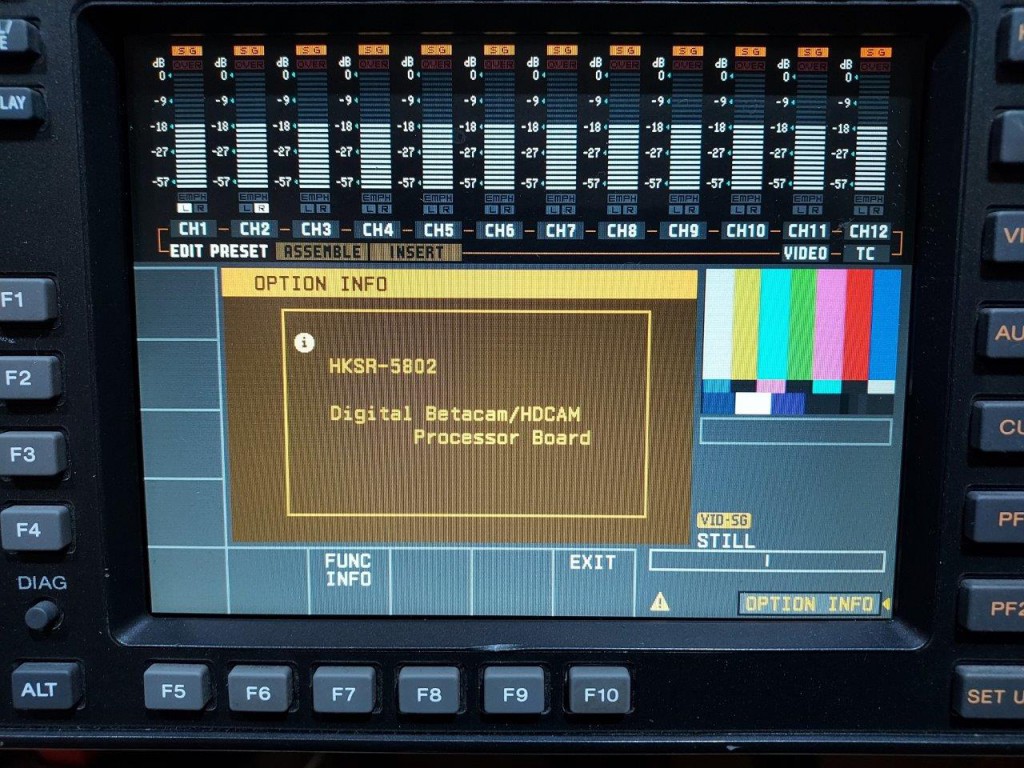 SG SG SG SG SG SG SG SG SG SG SG SG
dB OVER dB OVER dB OVER dB OVER dB OVER dB OVER dB OVER dB OVER dB OVER dB OVER dB OVER dB OVER
0 0 0 0 0 0 0 0 0 0 0 0
-9 -9 -9 -9 -9 -9 -9 -9 -9 -9 -9 -9
-18 -18 -18 -18 -18 -18 -18 -18 -18 -18 -18 -18
-27 -27 -27 -27 -27 -27 -27 -27 -27 -27 -27 -27
-57 -57 -57 -57 -57 -57 -57 -57 -57 -57 -57 -57
EMPH EMPH EMPH EMPH EMPH EMPH EMPH EMPH EMPH EMPH EMPH EMPH
L R L R L R L R L R L R L R L R L R L R L R L R
CH1 CH2 CH3 CH4 CH5 CH6 CH7 CH8 CH9 CH10 CH11 CH12
EDIT PRESET ASSEMBLE INSERT VIDEO TC
OPTION INFO
i
HKSR-5802
Digital Betacam/HDCAM
Processor Board
VID-SG
STILL
FUNC
INFO
EXIT
OPTION INFO
LAY
F1
F2
F3
F4
DIAG
ALT
F5 F6 F7 F8 F9 F10
VI
AU
CU
PF
PF2
SET U